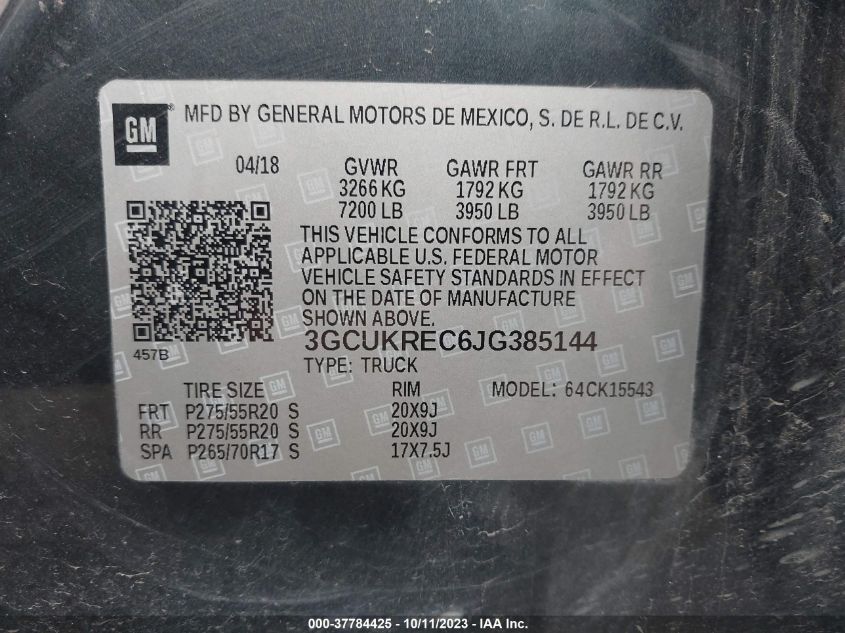 GM® MFD BY GENERAL MOTORS DE MEXICO, S. DE R.L. DE C.V.
04/18 GVWR GAWR FRT GAWR RR
3266 KG 1792 KG 1792 KG
7200 LB 3950 LB 3950 LB
THIS VEHICLE CONFORMS TO ALL
APPLICABLE U.S. FEDERAL MOTOR
VEHICLE SAFETY STANDARDS IN EFFECT
ON THE DATE OF MANUFACTURE
SHOWN ABOVE.
457B 3GCUKREC6JG385144
TYPE: TRUCK
TIRE SIZE RIM MODEL: 64CK15543
FRT P275/55R20 S 20X9J
RR P275/55R20 S 20X9J
SPA P265/70R17 S 17X7.5J
000-37784425 - 10/11/2023 - IAA Inc.